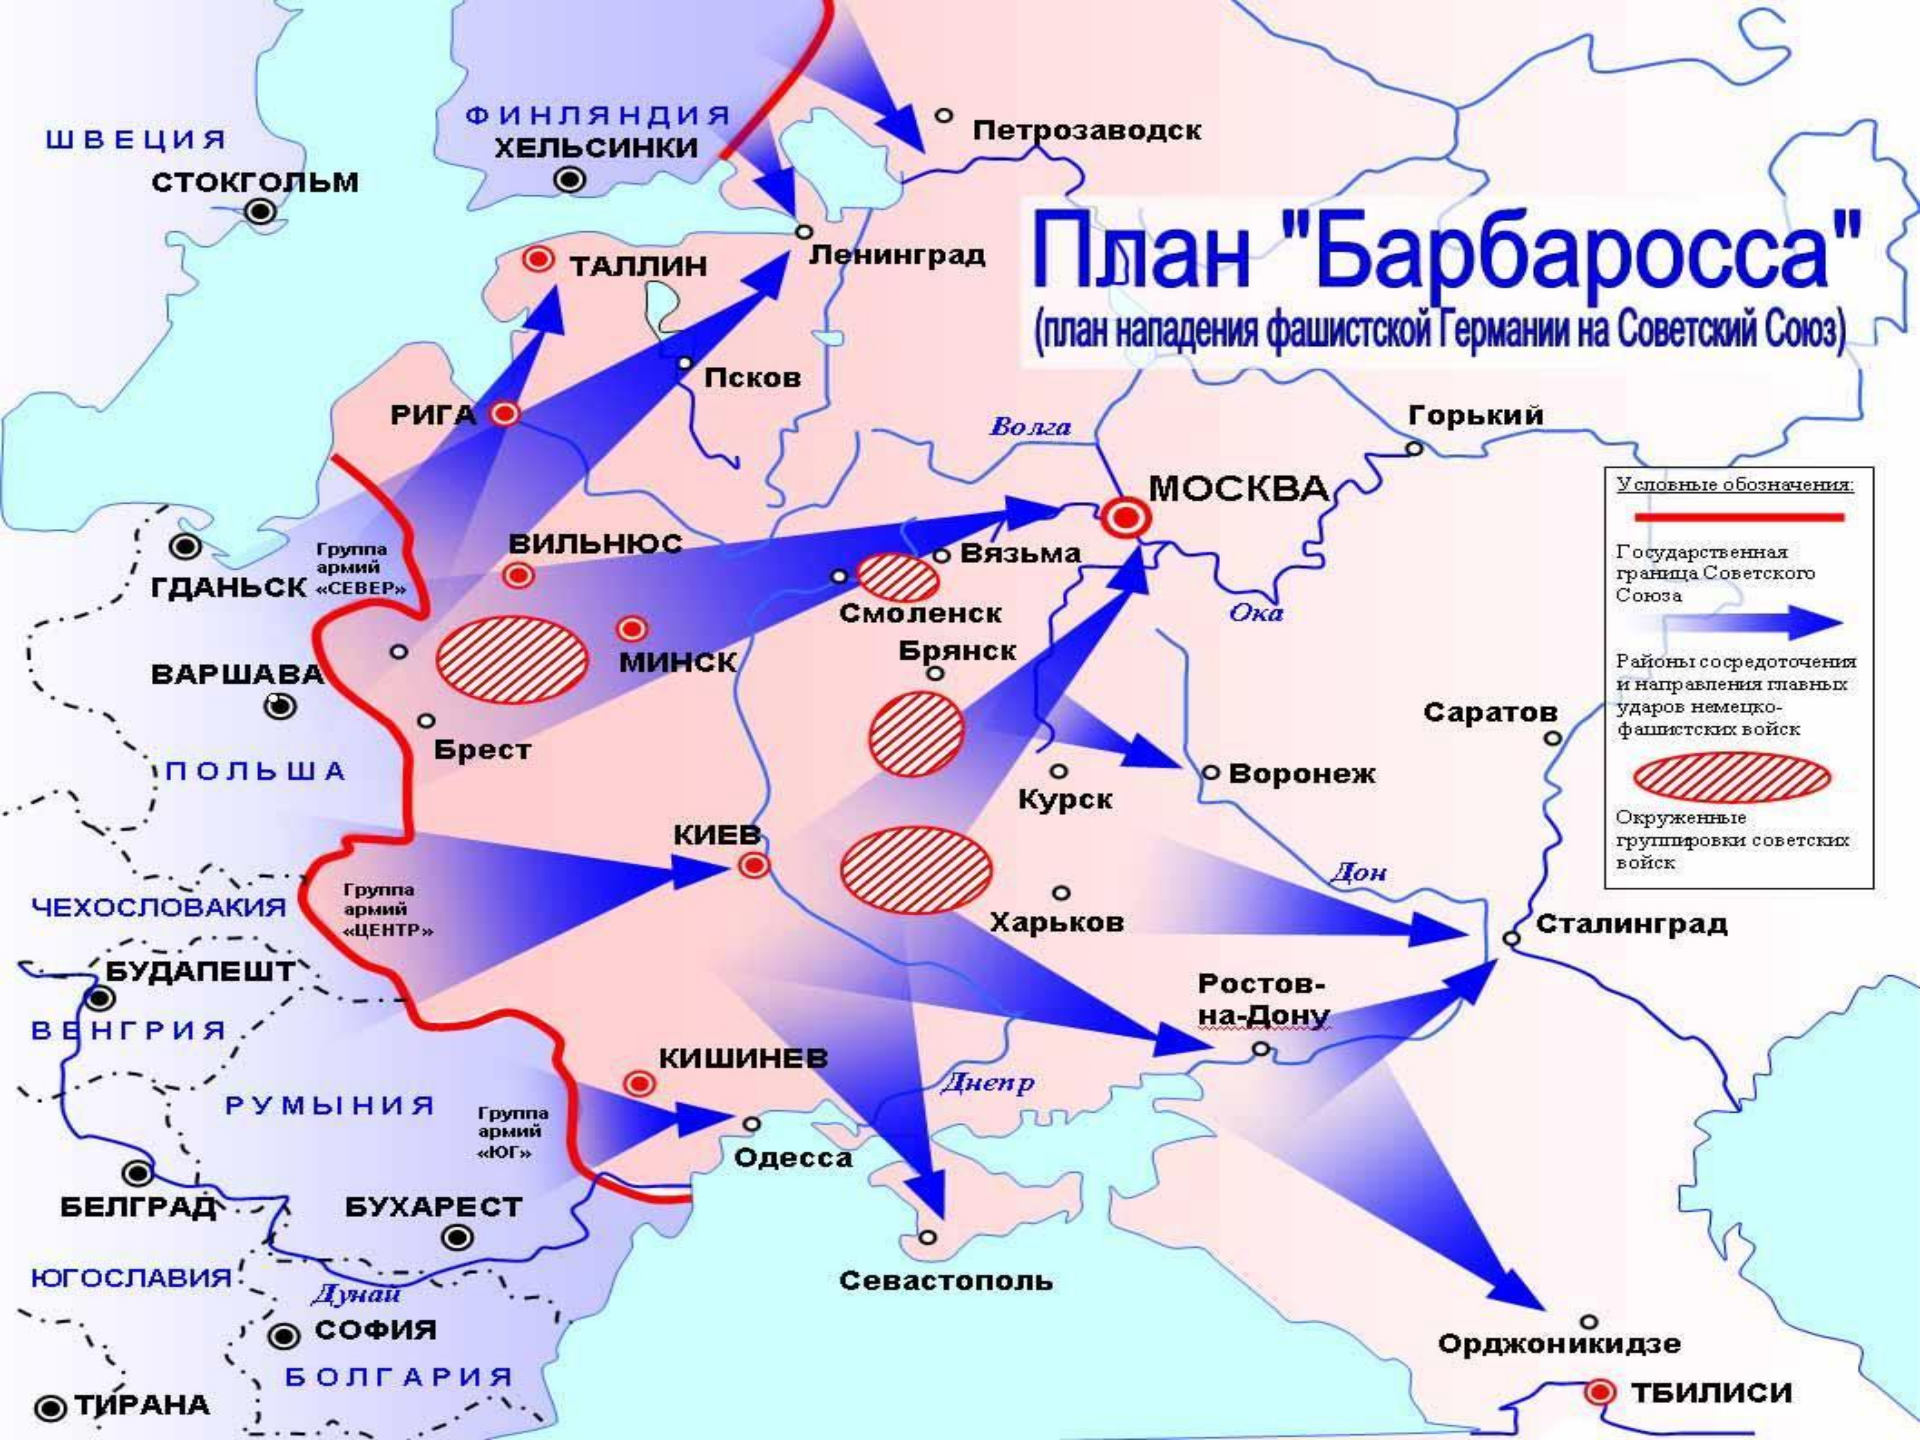 ШВЕЦИЯ
СТОКГОЛЬМ
ФИНЛЯНДИЯ
ХЕЛЬСИНКИ
Петрозаводск
ТАЛЛИН
Ленинград
План "Барбаросса"
(план нападения фашистской Германии на Советский Союз)
Псков
РИГА
Волга
Горький
МОСКВА
Условные обозначения:
Государственная
граница Советского
Союза
Районы сосредоточения
и направления главных
ударов немецко-
фашистских войск
Окруженные
группировки советских
войск
ГДАНЬСК
Группа
армий
«СЕВЕР»
ВИЛЬНЮС
Вязьма
Смоленск
Ока
Брянск
МИНСК
ВАРШАВА
Брест
ПОЛЬША
Саратов
Воронеж
Курск
КИЕВ
Дон
ЧЕХОСЛОВАКИЯ
Группа
армий
«ЦЕНТР»
Харьков
Сталинград
БУДАПЕШТ
ВЕНГРИЯ
Ростов-
на-Дону
КИШИНЕВ
Днепр
РУМЫНИЯ
Группа
армий
«ЮГ»
Одесса
БЕЛГРАД
БУХАРЕСТ
Севастополь
ЮГОСЛАВИЯ
Дунай
СОФИЯ
БОЛГАРИЯ
ТИРАНА
Орджоникидзе
ТБИЛИСИ